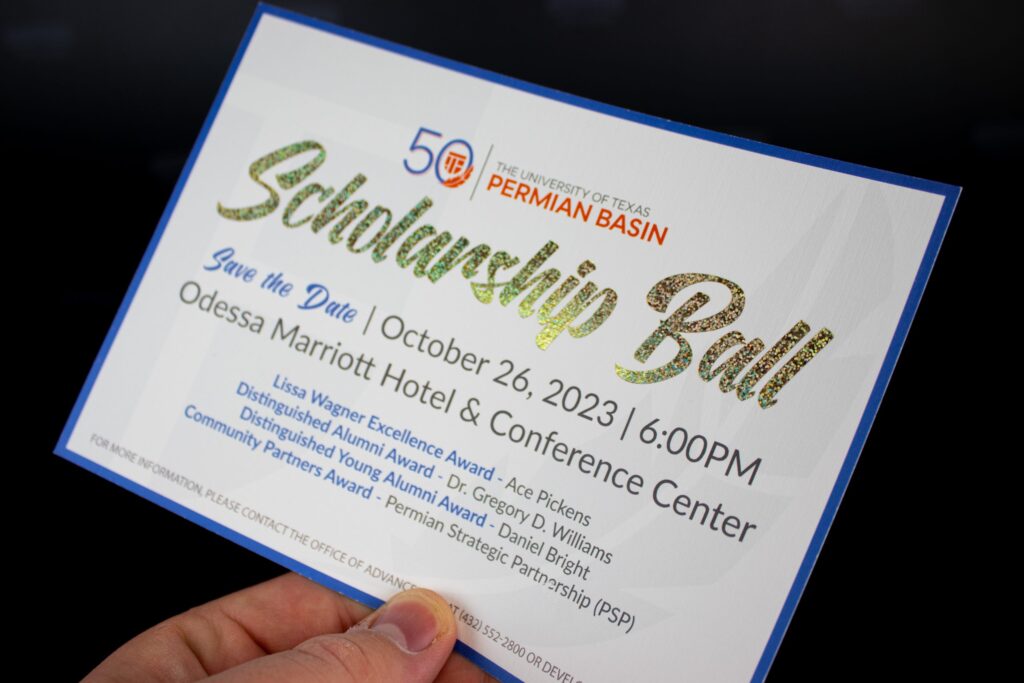 50 | THE UNIVERSITY OF TEXAS
PERMIAN BASIN
Scholarship Ball
Save the Date | October 26, 2023 | 6:00PM
Odessa Marriott Hotel & Conference Center
Lissa Wagner Excellence Award - Ace Pickens
Distinguished Alumni Award - Dr. Gregory D. Williams
Distinguished Young Alumni Award - Daniel Bright
Community Partners Award - Permian Strategic Partnership (PSP)
FOR MORE INFORMATION, PLEASE CONTACT THE OFFICE OF ADVANCE AT (432) 552-2800 OR DEVELO